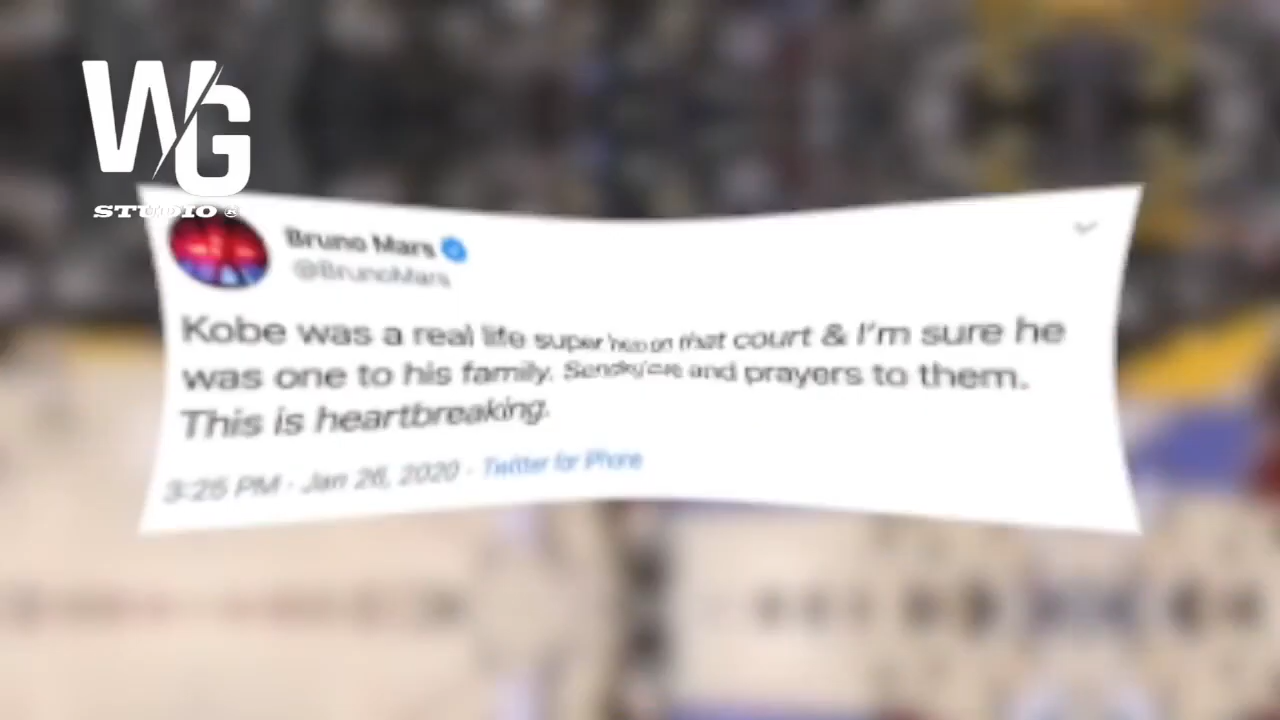 WG
STUDIO
Bruno Mars
@BrunoMars
Kobe was a real life super hero on that court & I'm sure he
was one to his family. Sending love and prayers to them.
This is heartbreaking.
3:25 PM · Jan 26, 2020 · Twitter for iPhone